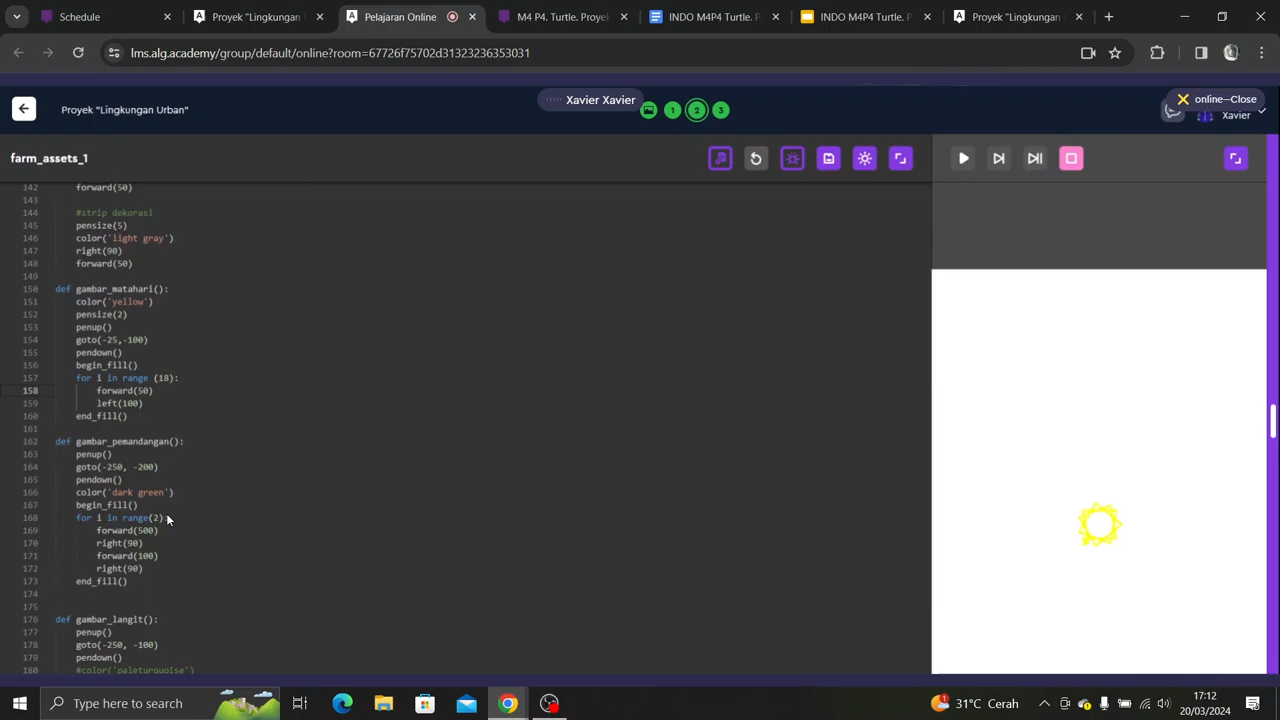 Schedule
Proyek "Lingkungan
Pelajaran Online
M4 P4. Turtle. Proye
INDO M4P4 Turtle. P
INDO M4P4 Turtle. P
Proyek "Lingkungan
lms.alg.academy/group/default/online?room=67726f75702d31323236353031
Proyek "Lingkungan Urban"
Xavier Xavier
1
2
3
online—Close
Xavier
farm_assets_1
142 forward(50)
143
144 #strip dekorasi
145 pensize(5)
146 color('light gray')
147 right(90)
148 forward(50)
149
150 def gambar_matahari():
151 color('yellow')
152 pensize(2)
153 penup()
154 goto(-25,-100)
155 pendown()
156 begin_fill()
157 for i in range (18):
158 forward(50)
159 left(100)
160 end_fill()
161
162 def gambar_pemandangan():
163 penup()
164 goto(-250, -200)
165 pendown()
166 color('dark green')
167 begin_fill()
168 for i in range(2):
169 forward(500)
170 right(90)
171 forward(100)
172 right(90)
173 end_fill()
174
175
176 def gambar_langit():
177 penup()
178 goto(-250, -100)
179 pendown()
180 #color('paleturquoise')
Type here to search
31°C Cerah
17:12
20/03/2024